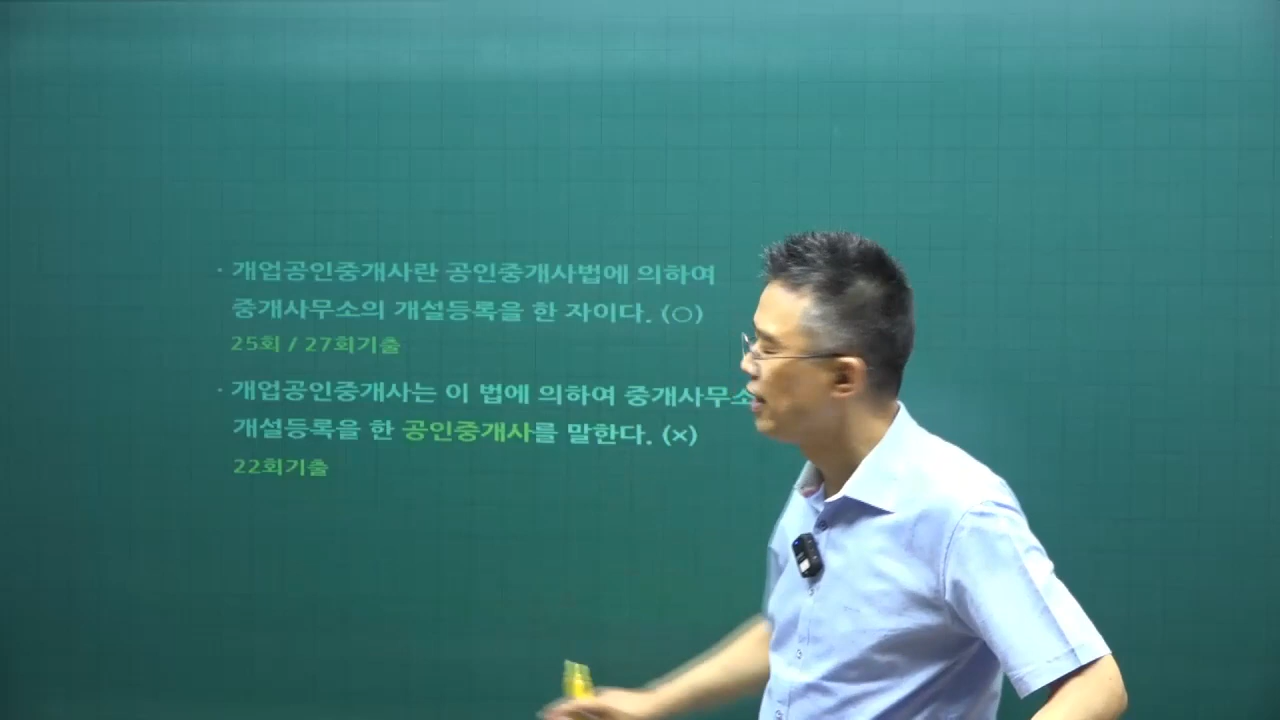 · 개업공인중개사란 공인중개사법에 의하여
중개사무소의 개설등록을 한 자이다. (○)
25회 / 27회기출
· 개업공인중개사는 이 법에 의하여 중개사무소
개설등록을 한 공인중개사를 말한다. (×)
22회기출